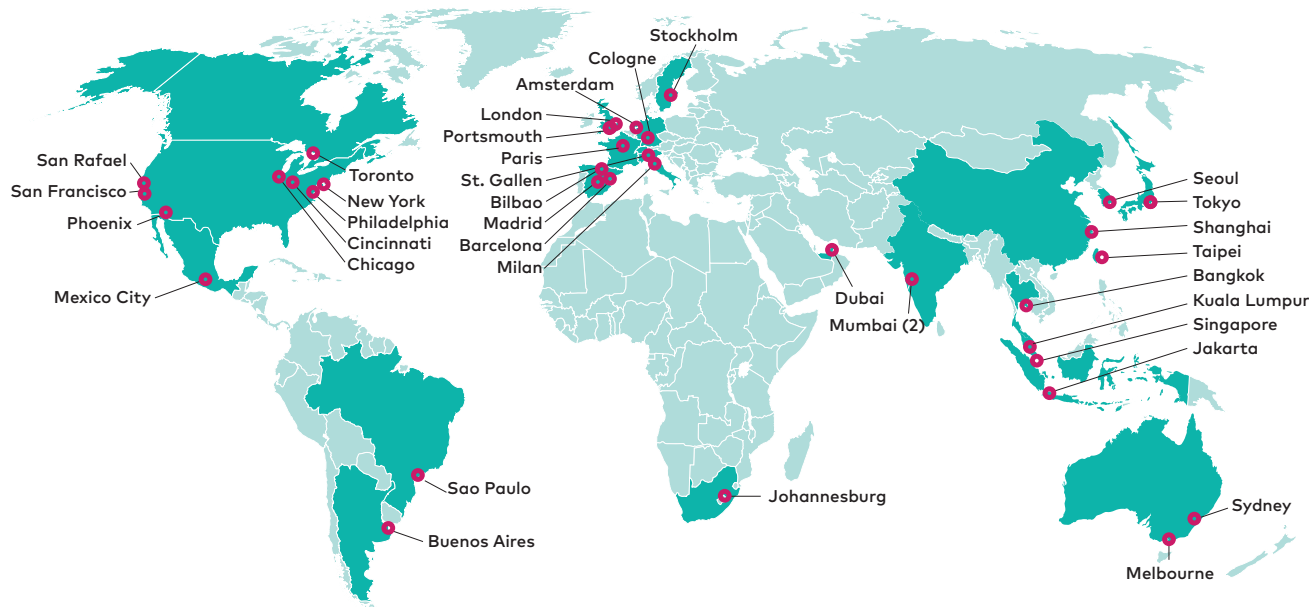 Stockholm
Cologne
Amsterdam
London
Portsmouth
Paris
St. Gallen
Bilbao
Madrid
Barcelona
Milan
San Rafael
San Francisco
Phoenix
Mexico City
Toronto
New York
Philadelphia
Cincinnati
Chicago
Sao Paulo
Buenos Aires
Johannesburg
Dubai
Mumbai (2)
Seoul
Tokyo
Shanghai
Taipei
Bangkok
Kuala Lumpur
Singapore
Jakarta
Sydney
Melbourne